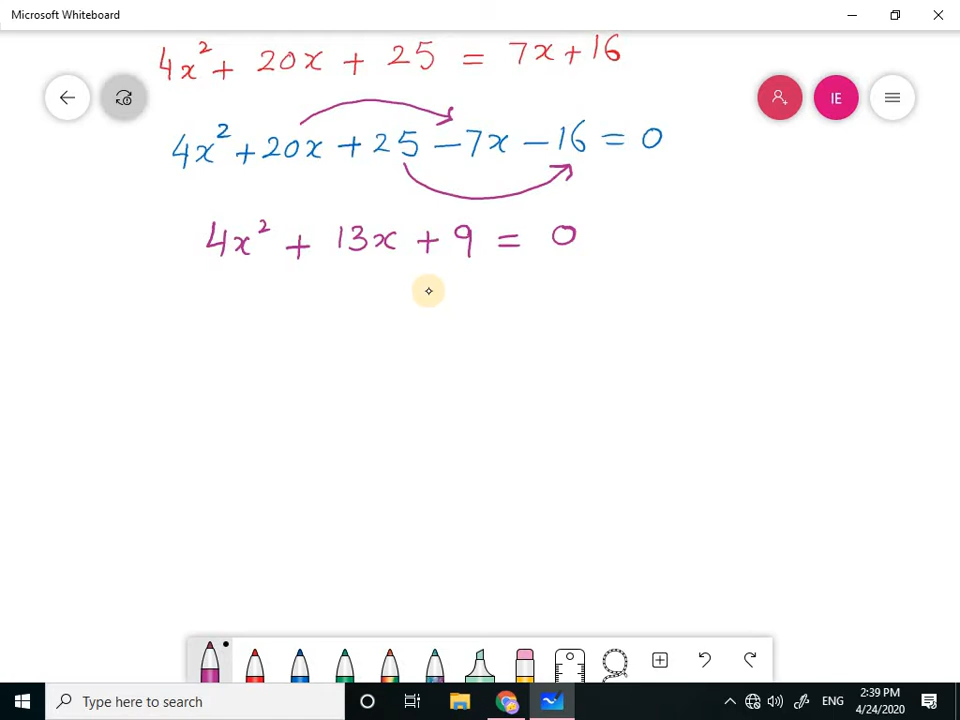 Microsoft Whiteboard
4x² + 20x + 25 = 7x + 16
4x² + 20x + 25 − 7x − 16 = 0
IE
4x² + 13x + 9 = 0
Type here to search
ENG
2:39 PM
4/24/2020